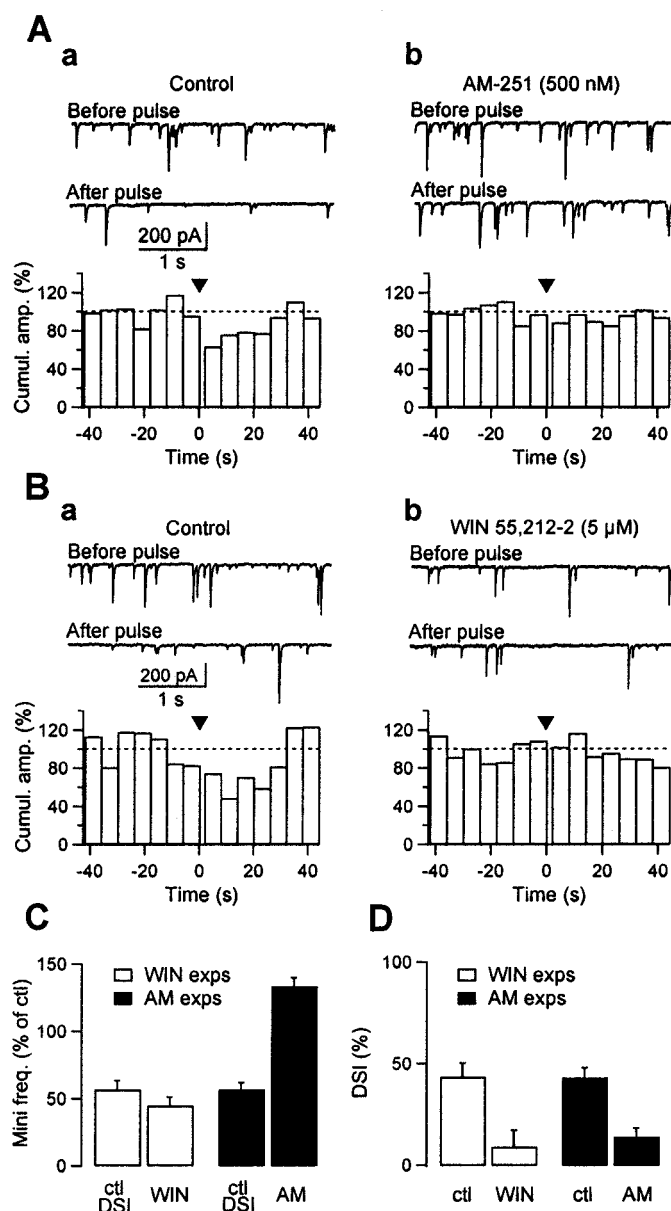 A
a
Control
Before pulse
After pulse
200 pA
1 s
Cumul. amp. (%)
120
80
40
0
-40 -20 0 20 40
Time (s)
b
AM-251 (500 nM)
Before pulse
After pulse
120
80
40
0
-40 -20 0 20 40
Time (s)
B
a
Control
Before pulse
After pulse
200 pA
1 s
Cumul. amp. (%)
120
80
40
0
-40 -20 0 20 40
Time (s)
b
WIN 55,212-2 (5 µM)
Before pulse
After pulse
120
80
40
0
-40 -20 0 20 40
Time (s)
C
Mini freq. (% of ctl)
150
100
50
0
WIN exps
AM exps
ctl
DSI
WIN
ctl
DSI
AM
D
DSI (%)
100
50
0
WIN exps
AM exps
ctl WIN ctl AM